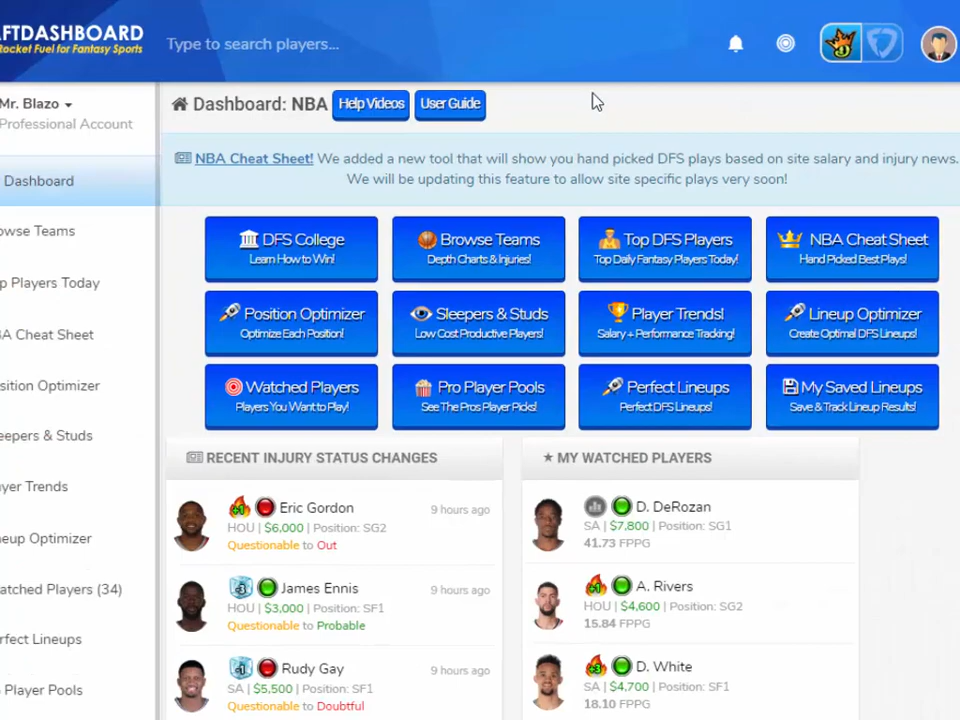 AFTDASHBOARD
Rocket Fuel for Fantasy Sports
Type to search players...
Mr. Blazo
Professional Account
Dashboard: NBA
Help Videos
User Guide
NBA Cheat Sheet! We added a new tool that will show you hand picked DFS plays based on site salary and injury news.
We will be updating this feature to allow site specific plays very soon!
Dashboard
owse Teams
p Players Today
BA Cheat Sheet
sition Optimizer
eepers & Studs
yer Trends
neup Optimizer
atched Players (34)
rfect Lineups
Player Pools
DFS College
Learn How to Win!
Browse Teams
Depth Charts & Injuries!
Top DFS Players
Top Daily Fantasy Players Today!
NBA Cheat Sheet
Hand Picked Best Plays!
Position Optimizer
Optimize Each Position!
Sleepers & Studs
Low Cost Productive Players!
Player Trends!
Salary + Performance Tracking!
Lineup Optimizer
Create Optimal DFS Lineups!
Watched Players
Players You Want to Play!
Pro Player Pools
See The Pros Player Picks!
Perfect Lineups
Perfect DFS Lineups!
My Saved Lineups
Save & Track Lineup Results!
RECENT INJURY STATUS CHANGES
Eric Gordon
9 hours ago
HOU | $6,000 | Position: SG2
Questionable to Out
James Ennis
9 hours ago
HOU | $3,000 | Position: SF1
Questionable to Probable
Rudy Gay
9 hours ago
SA | $5,500 | Position: SF1
Questionable to Doubtful
MY WATCHED PLAYERS
D. DeRozan
SA | $7,800 | Position: SG1
41.73 FPPG
A. Rivers
HOU | $4,600 | Position: SG2
15.84 FPPG
D. White
SA | $4,700 | Position: SF1
18.10 FPPG